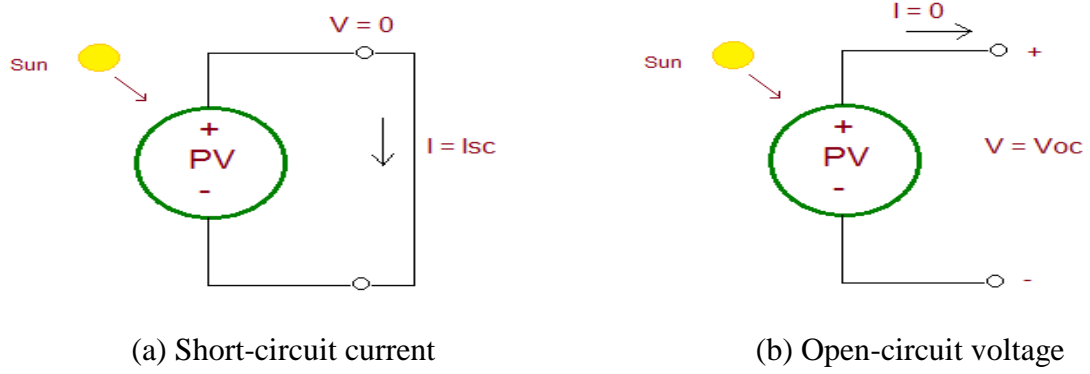 V = 0
Sun
+
PV
-
I = Isc
(a) Short-circuit current
I = 0
Sun
+
+
PV
-
V = Voc
-
(b) Open-circuit voltage